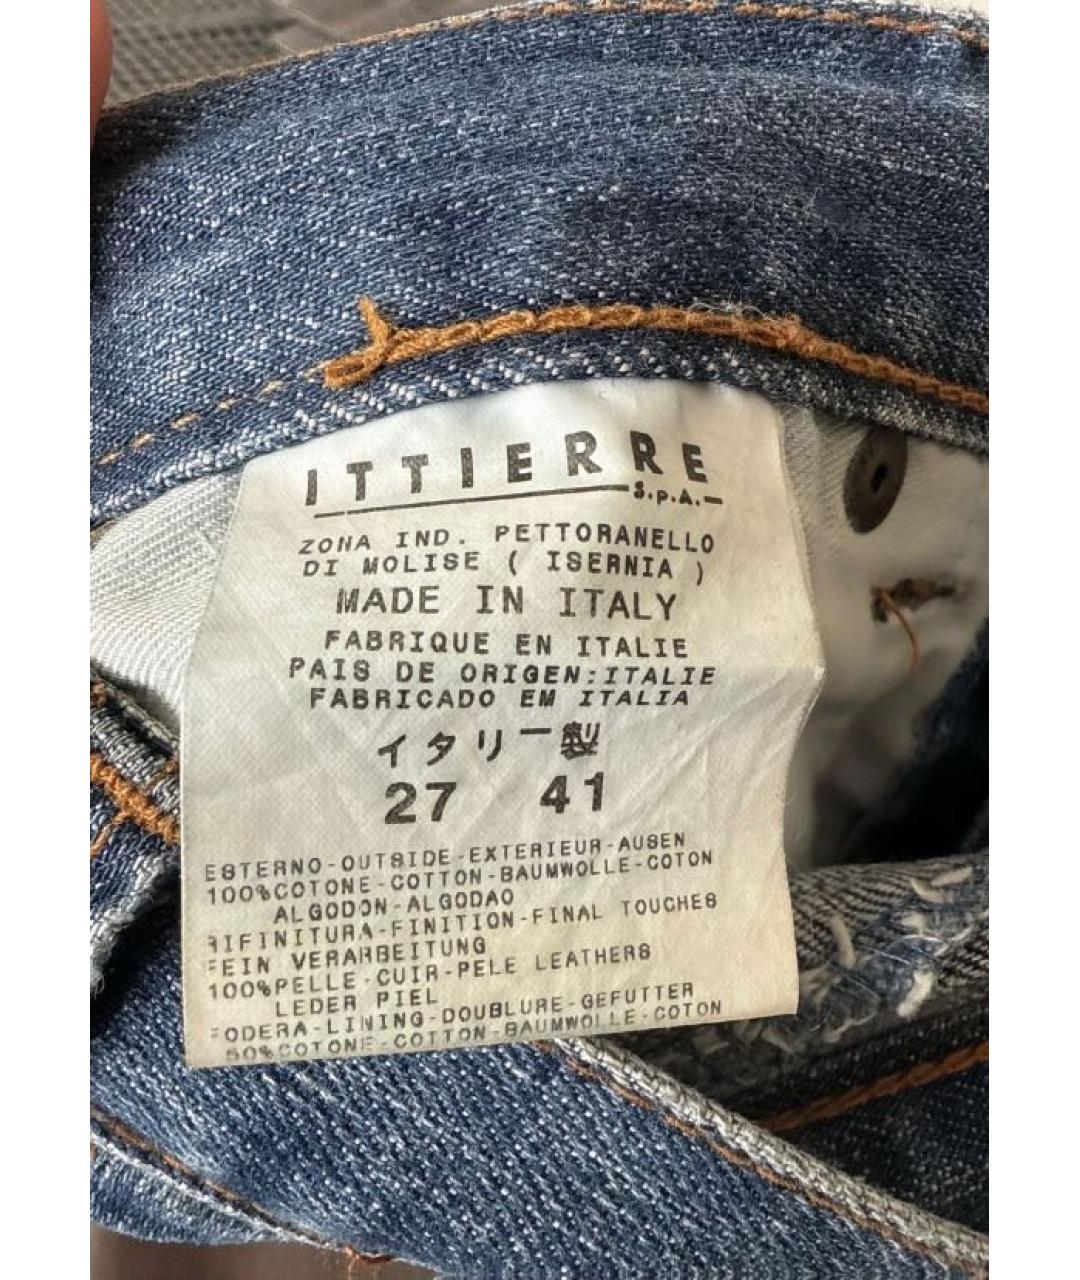 ITTIERRE
S.p.A.
ZONA IND. PETTORANELLO
DI MOLISE ( ISERNIA )
MADE IN ITALY
FABRIQUE EN ITALIE
PAIS DE ORIGEN:ITALIE
FABRICADO EM ITALIA
イタリー製
27 41
ESTERNO-OUTSIDE-EXTERIEUR-AUSEN
100%COTONE-COTTON-BAUMWOLLE-COTON
ALGODON-ALGODAO
RIFINITURA-FINITION-FINAL TOUCHES
FEIN VERARBEITUNG
100%PELLE-CUIR-PELE LEATHERS
LEDER PIEL
FODERA-LINING-DOUBLURE-GEFUTTER
50%COTONE-COTTON-BAUMWOLLE-COTON